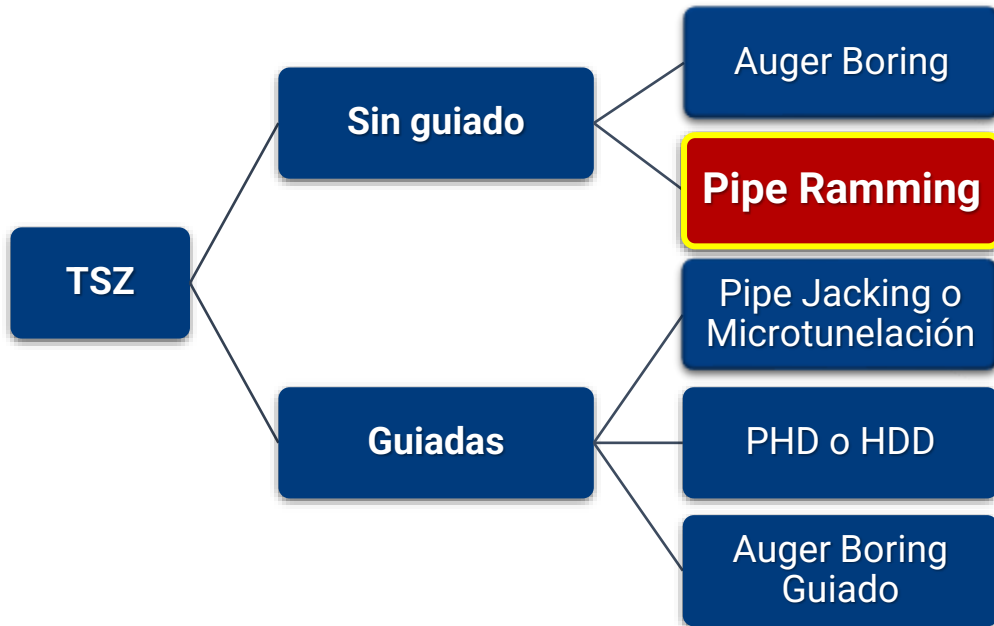 TSZ
Sin guiado
Auger Boring
Pipe Ramming
Guiadas
Pipe Jacking o
Microtunelación
PHD o HDD
Auger Boring
Guiado